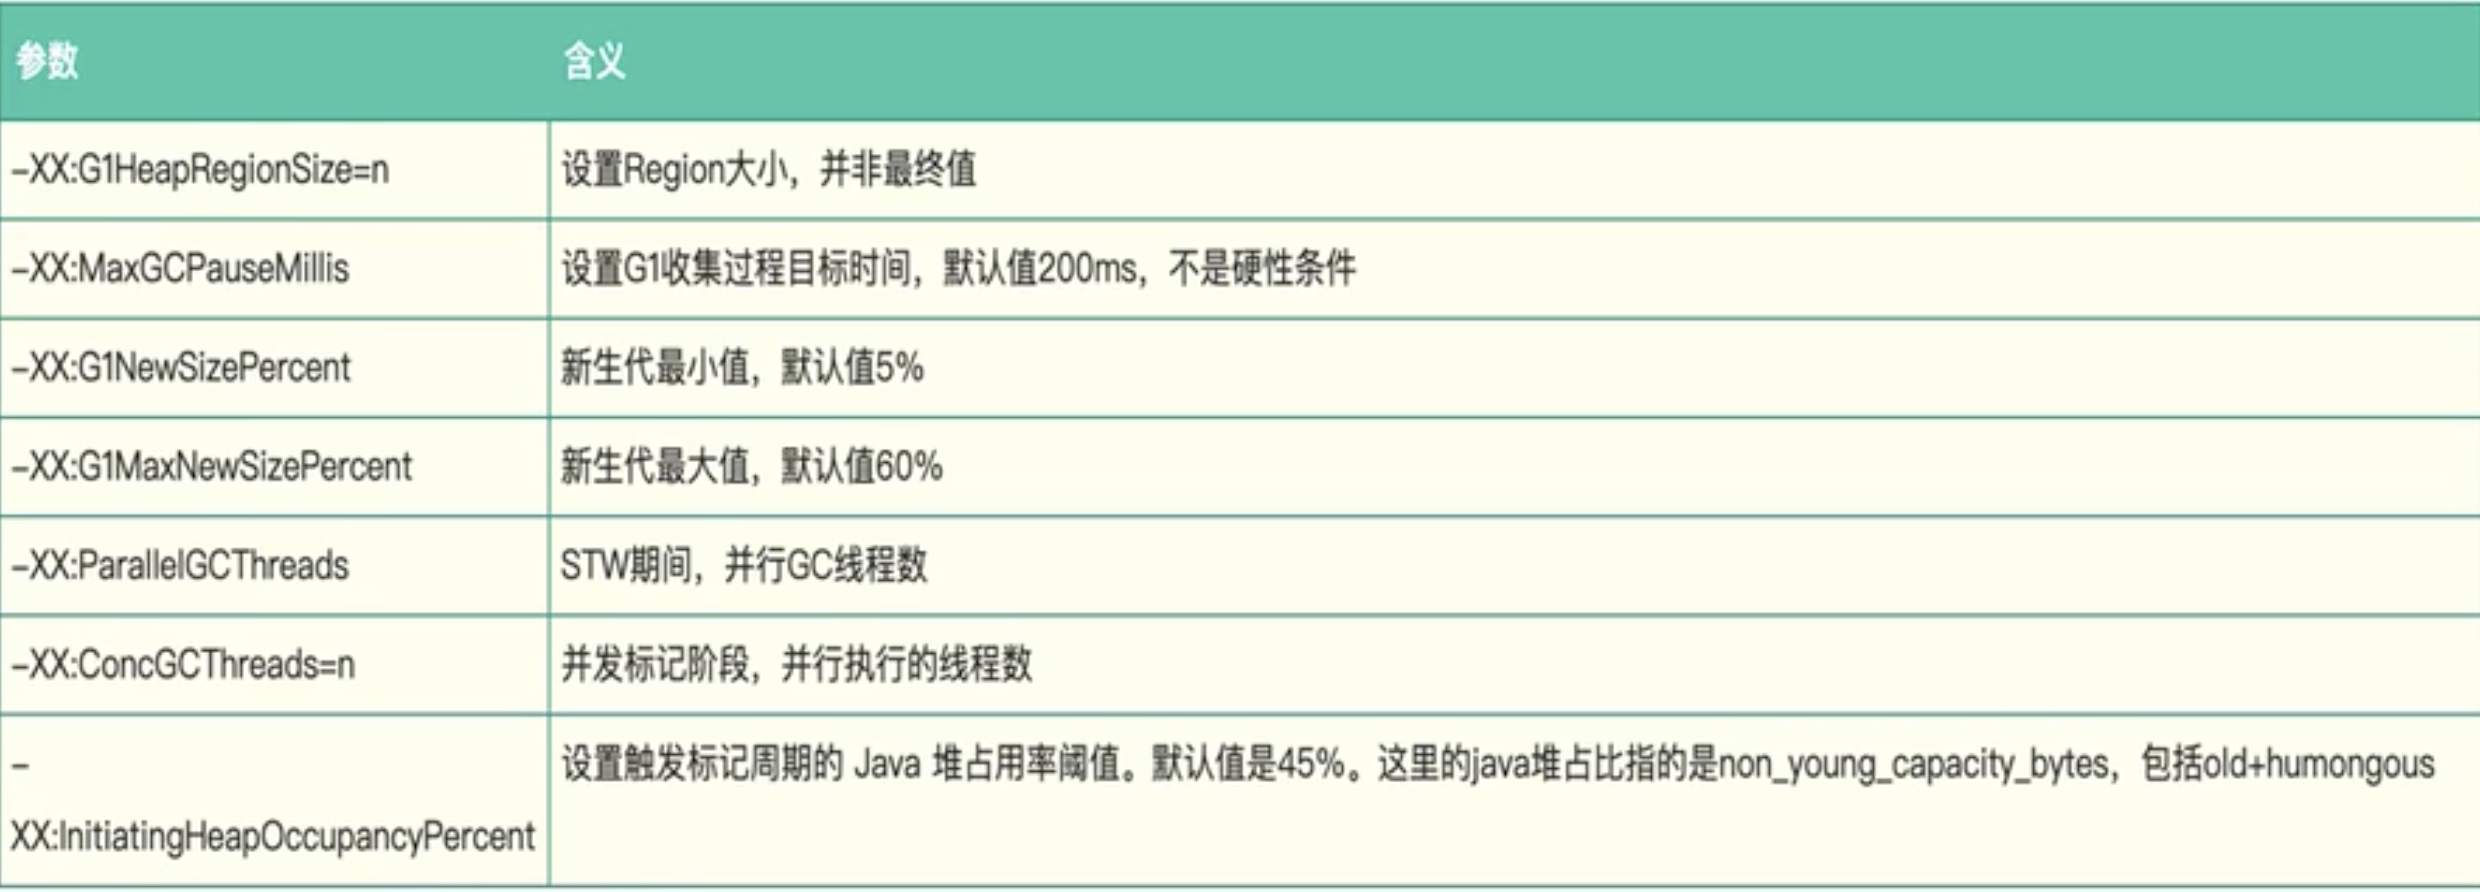 参数 含义
–XX:G1HeapRegionSize=n 设置Region大小，并非最终值
–XX:MaxGCPauseMillis 设置G1收集过程目标时间，默认值200ms，不是硬性条件
–XX:G1NewSizePercent 新生代最小值，默认值5%
–XX:G1MaxNewSizePercent 新生代最大值，默认值60%
–XX:ParallelGCThreads STW期间，并行GC线程数
–XX:ConcGCThreads=n 并发标记阶段，并行执行的线程数
– 设置触发标记周期的 Java 堆占用率阈值。默认值是45%。这里的java堆占比指的是non_young_capacity_bytes，包括old+humongous
XX:InitiatingHeapOccupancyPercent